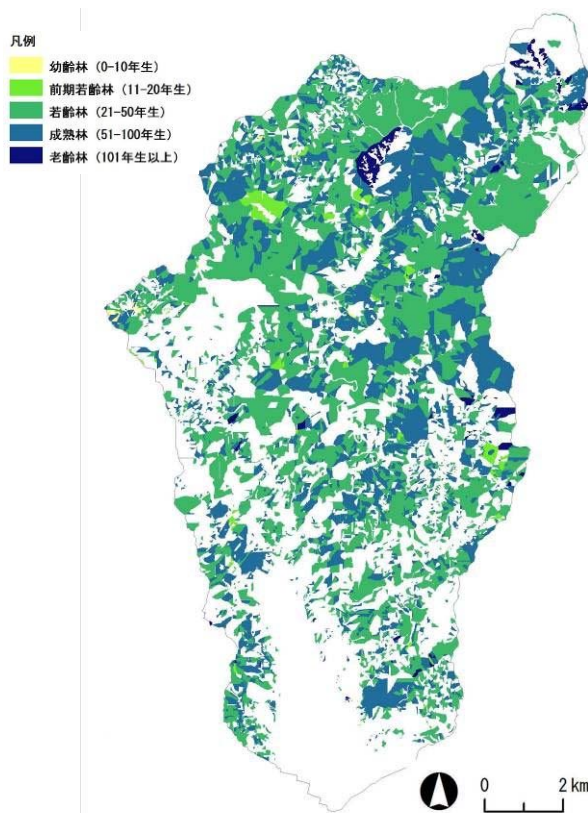 凡例
幼齢林 (0-10年生)
前期若齢林 (11-20年生)
若齢林 (21-50年生)
成熟林 (51-100年生)
老齢林 (101年生以上)
0 2 km